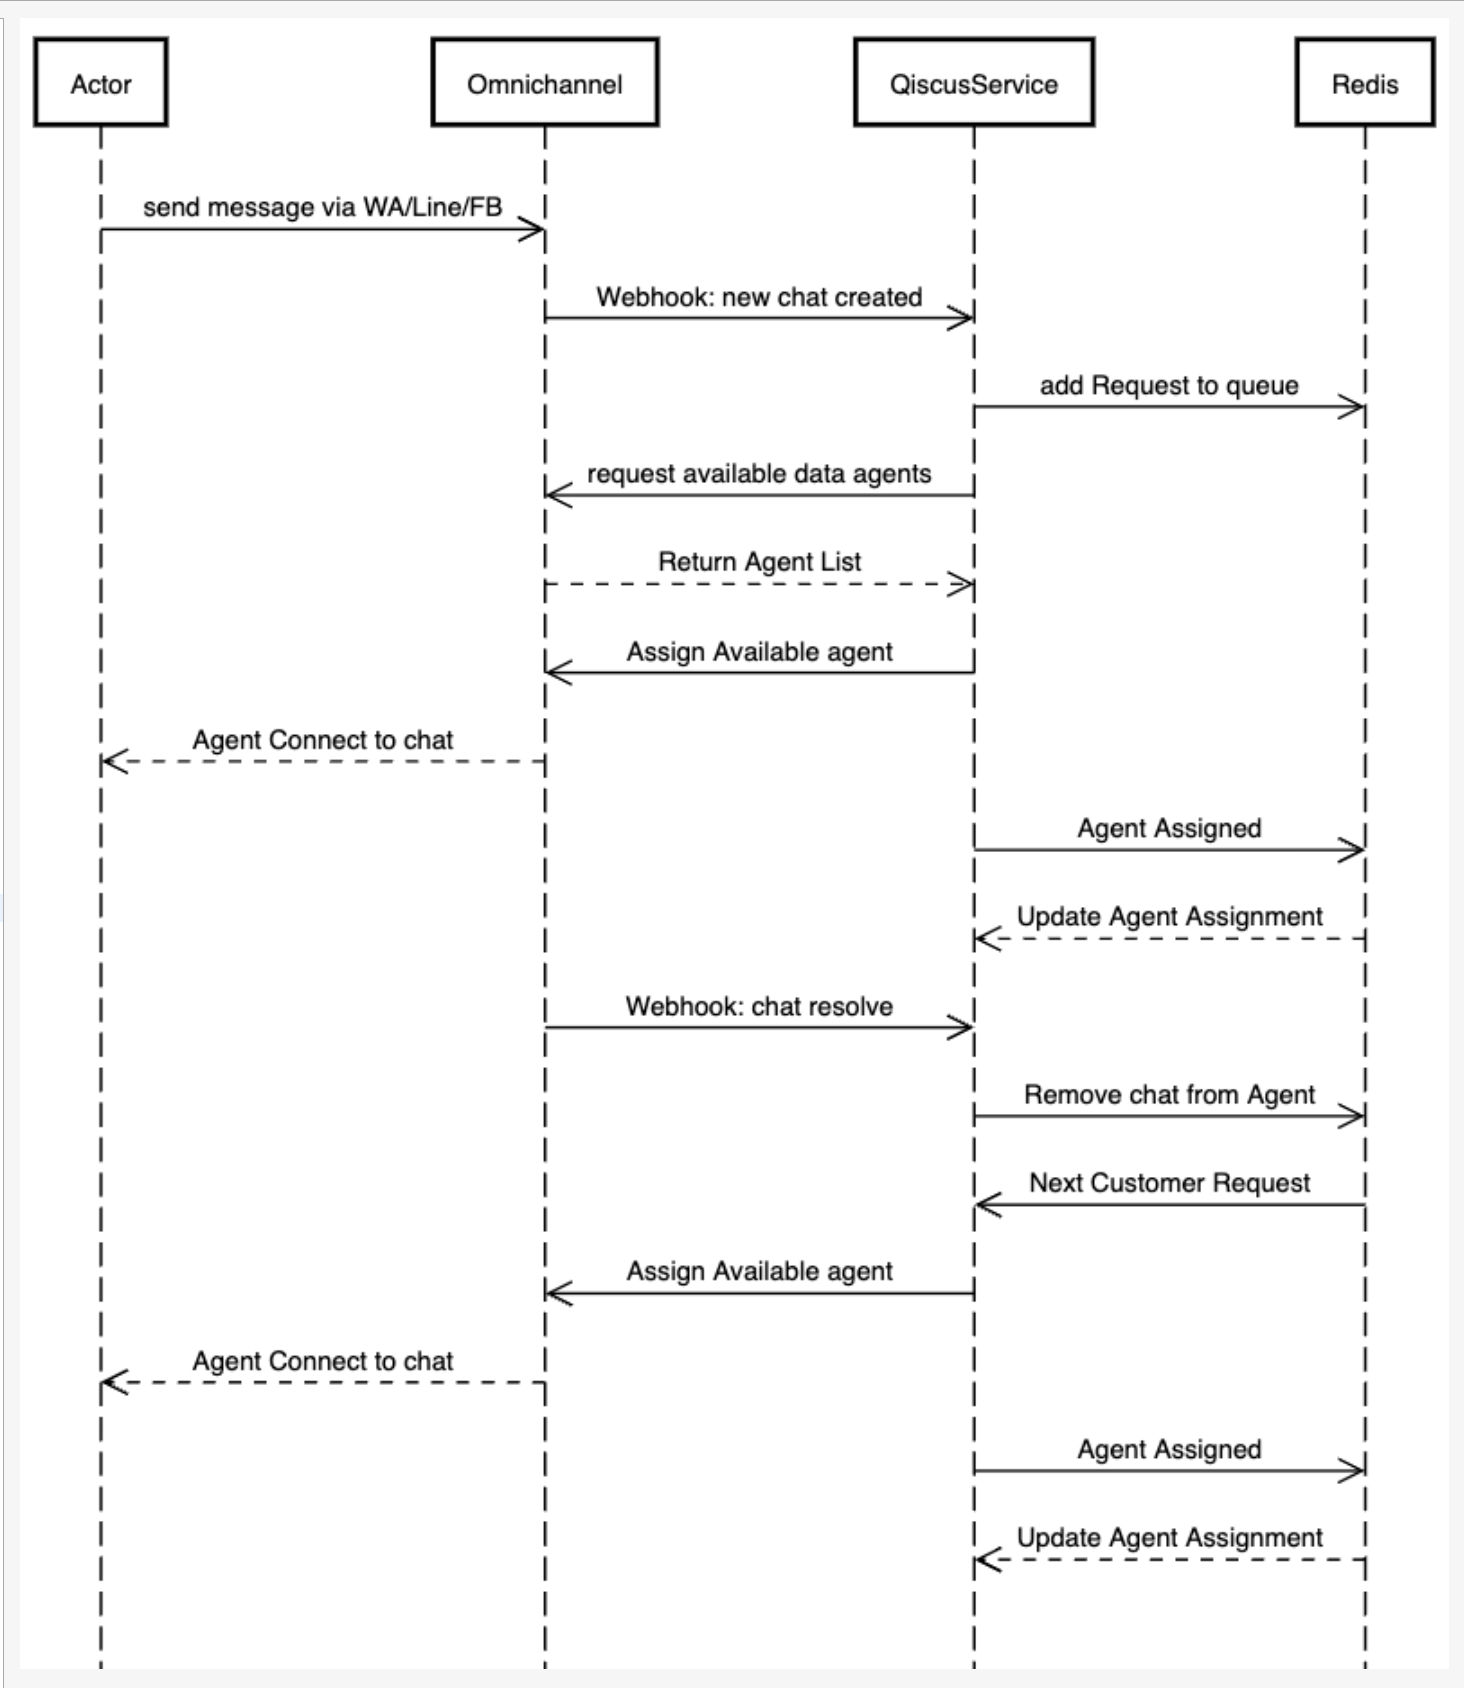 Actor
Omnichannel
QiscusService
Redis
send message via WA/Line/FB
Webhook: new chat created
add Request to queue
request available data agents
Return Agent List
Assign Available agent
Agent Connect to chat
Agent Assigned
Update Agent Assignment
Webhook: chat resolve
Remove chat from Agent
Next Customer Request
Assign Available agent
Agent Connect to chat
Agent Assigned
Update Agent Assignment